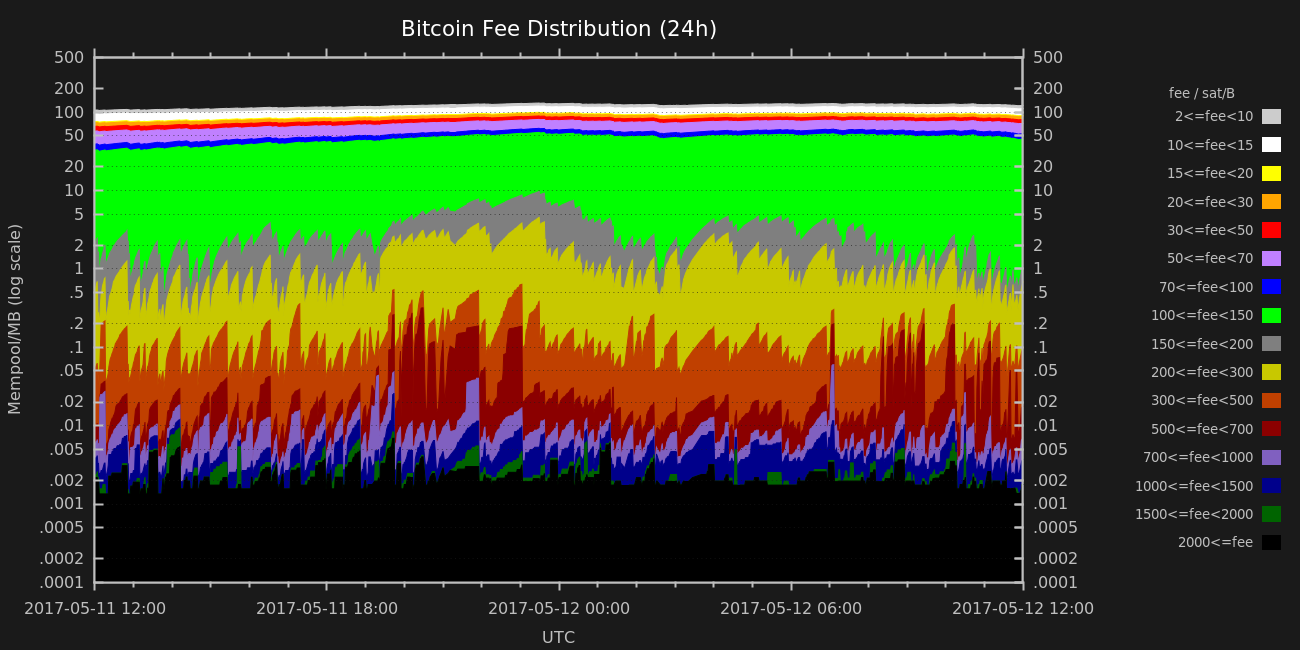 Bitcoin Fee Distribution (24h)
500 500
200 200
100 100
50 50
20 20
10 10
5 5
2 2
1 1
.5 .5
.2 .2
.1 .1
.05 .05
.02 .02
.01 .01
.005 .005
.002 .002
.001 .001
.0005 .0005
.0002 .0002
.0001 .0001
Mempool/MB (log scale)
2017-05-11 12:00 2017-05-11 18:00 2017-05-12 00:00 2017-05-12 06:00 2017-05-12 12:00
UTC
fee / sat/B
2<=fee<10
10<=fee<15
15<=fee<20
20<=fee<30
30<=fee<50
50<=fee<70
70<=fee<100
100<=fee<150
150<=fee<200
200<=fee<300
300<=fee<500
500<=fee<700
700<=fee<1000
1000<=fee<1500
1500<=fee<2000
2000<=fee